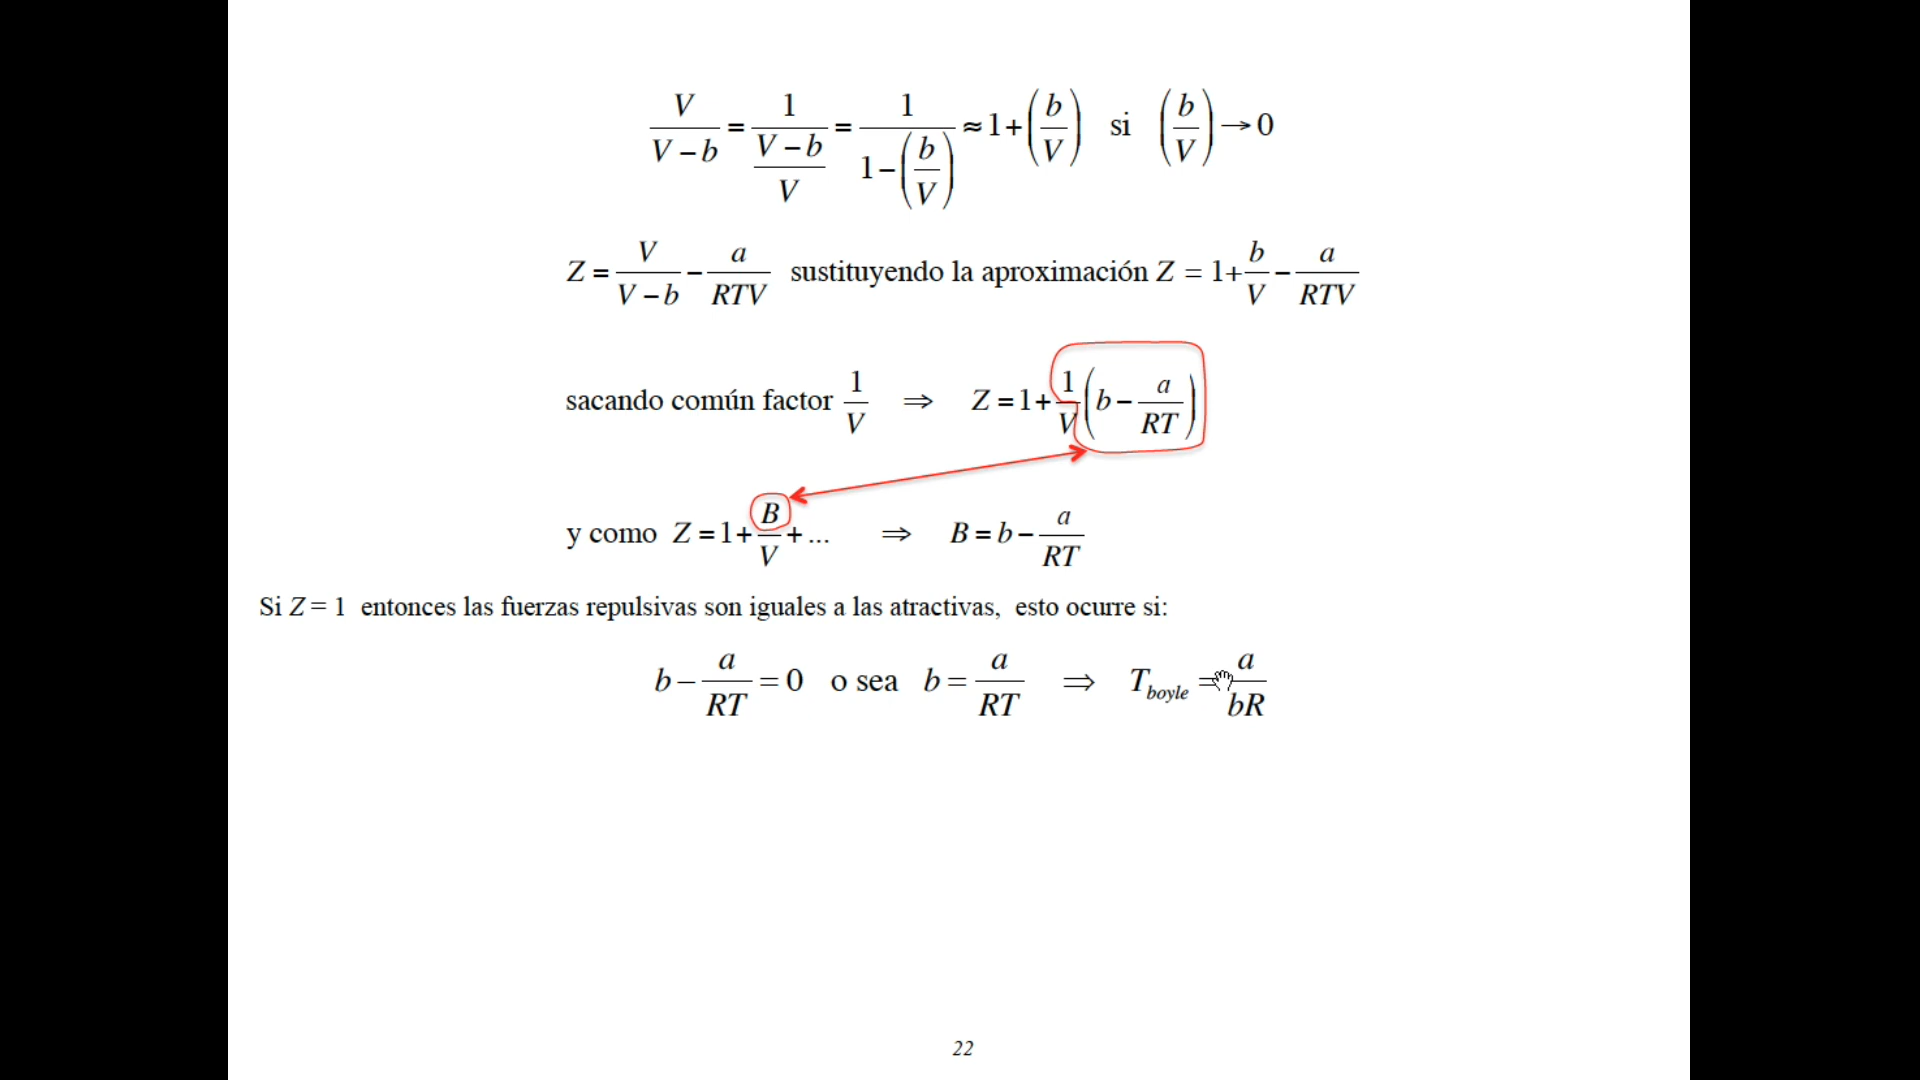 V/(V − b) = 1/((V − b)/V) = 1/(1 − (b/V)) ≈ 1 + (b/V) si (b/V) → 0
Z = V/(V − b) − a/RTV sustituyendo la aproximación Z = 1 + b/V − a/RTV
sacando común factor 1/V ⇒ Z = 1 + 1/V (b − a/RT)
y como Z = 1 + B/V + ... ⇒ B = b − a/RT
Si Z = 1 entonces las fuerzas repulsivas son iguales a las atractivas, esto ocurre si:
b − a/RT = 0 o sea b = a/RT ⇒ T_boyle = a/bR
22